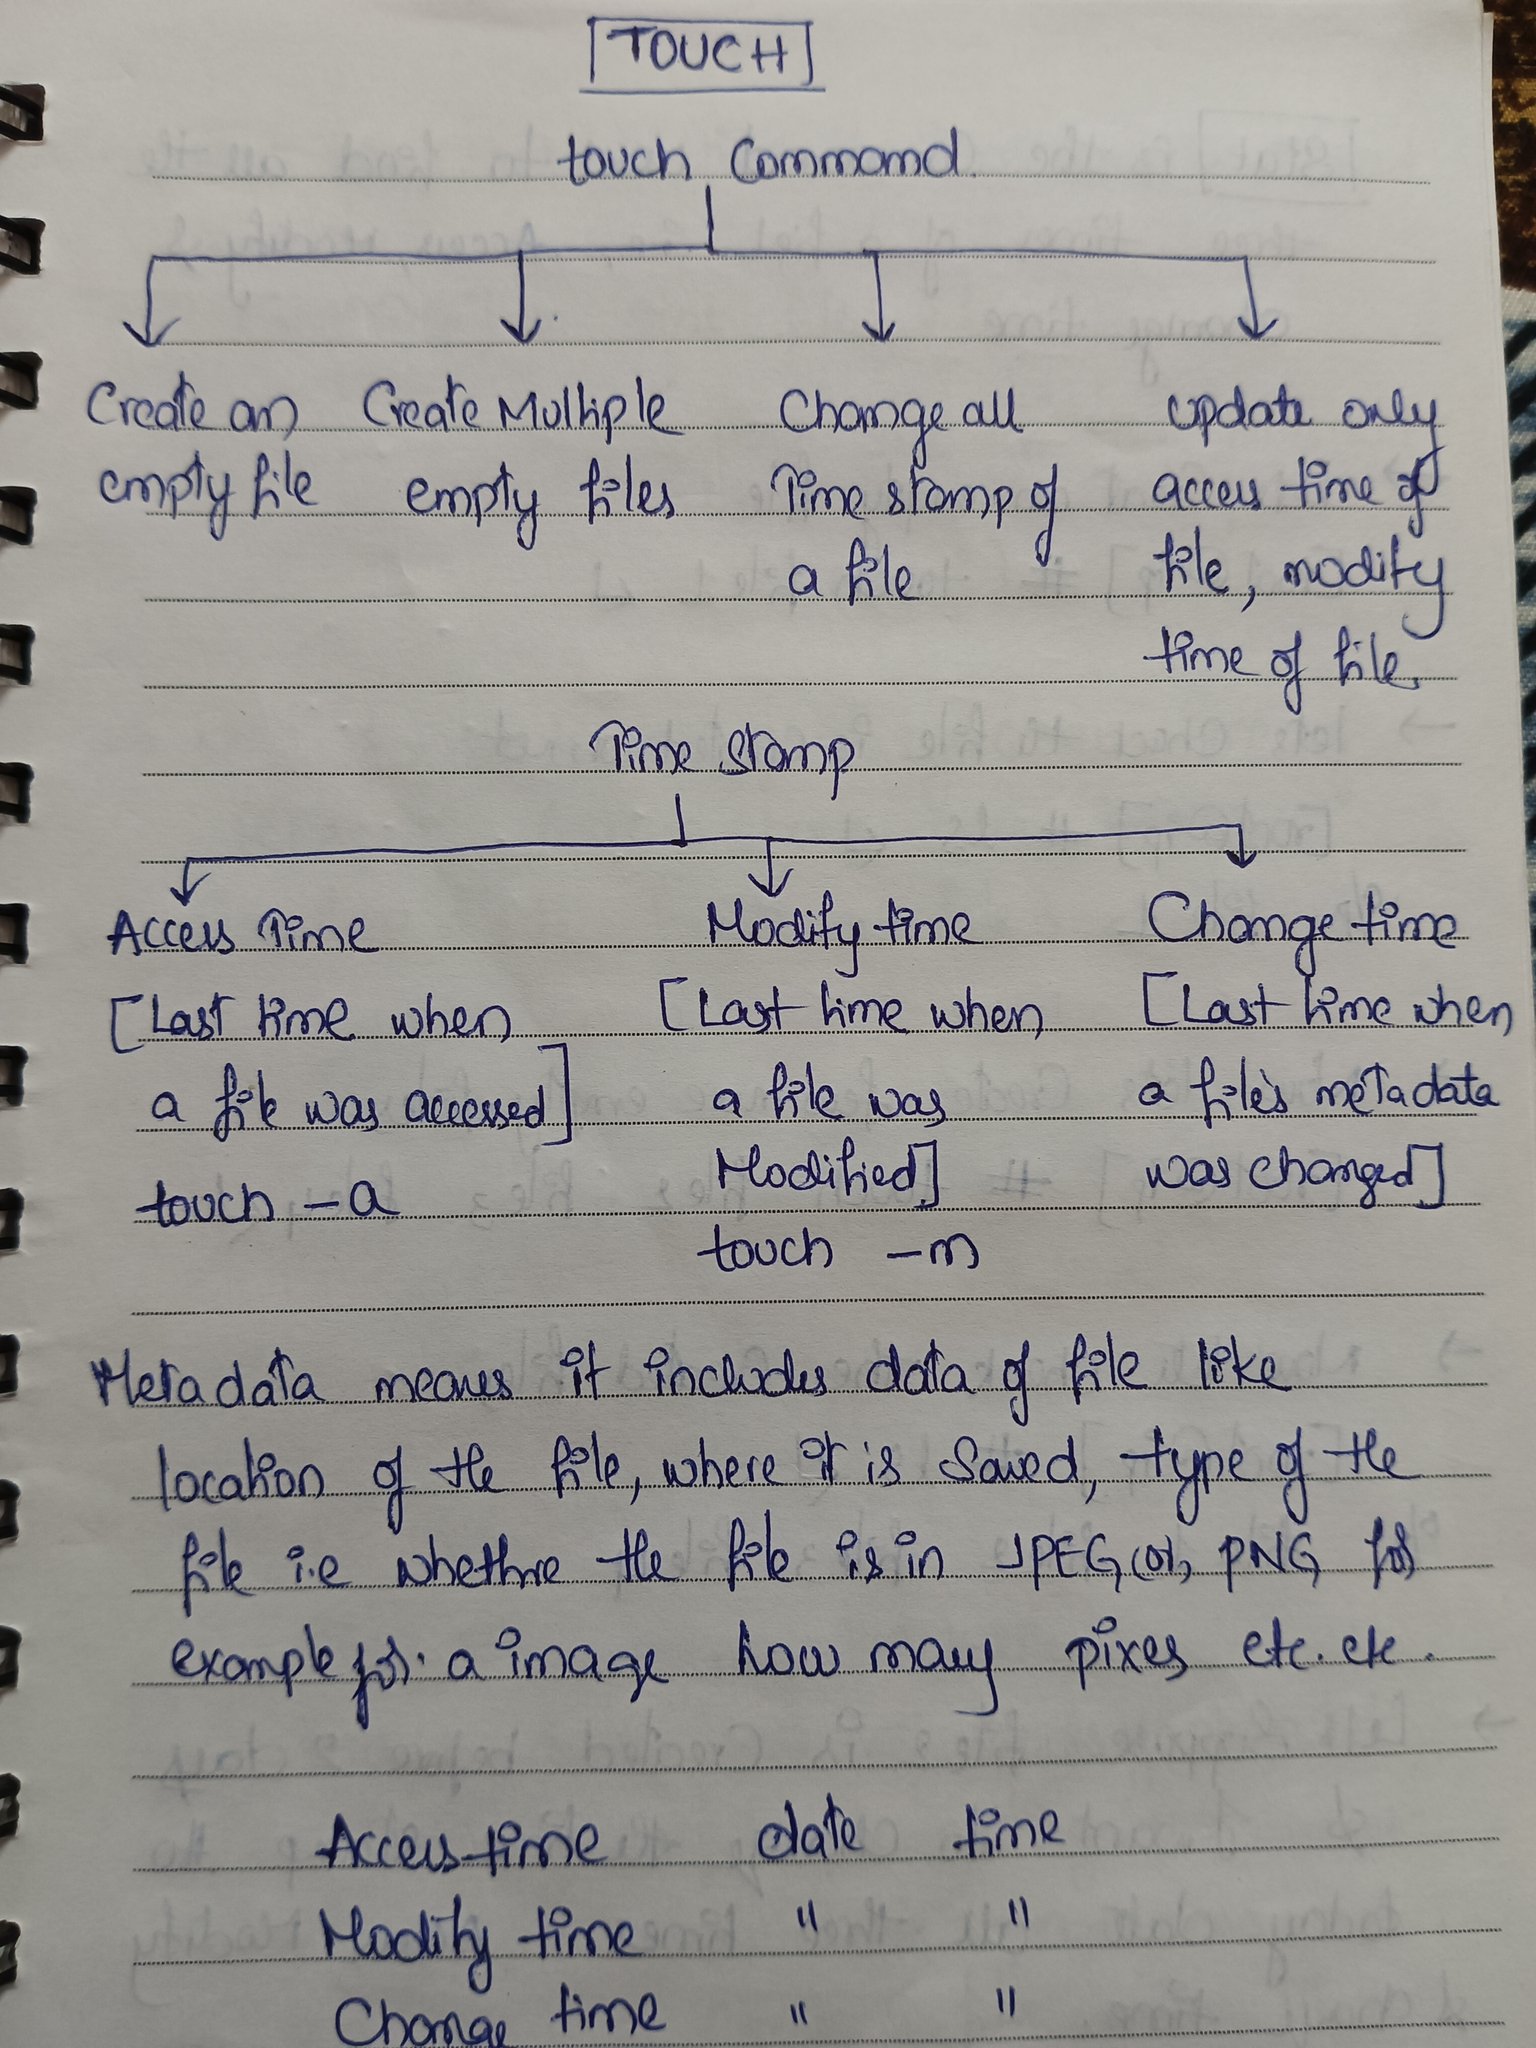 [TOUCH]
touch Command.
Create an Create Multiple Change all update only
empty file empty files Time stamp of access time of
a file file, modify
time of file.
Time stamp
Access Time Modify time Change time
[Last time when [Last time when [Last time when
a file was accessed] a file was a file's metadata
touch -a Modified] was changed]
touch -m
Metadata means it includes data of file like
location of the file, where it is saved, type of the
file i.e whethre the file is in JPEG (or) PNG for
example for a image how many pixes etc. etc.
Access time date time
Modify time " "
Change time " "